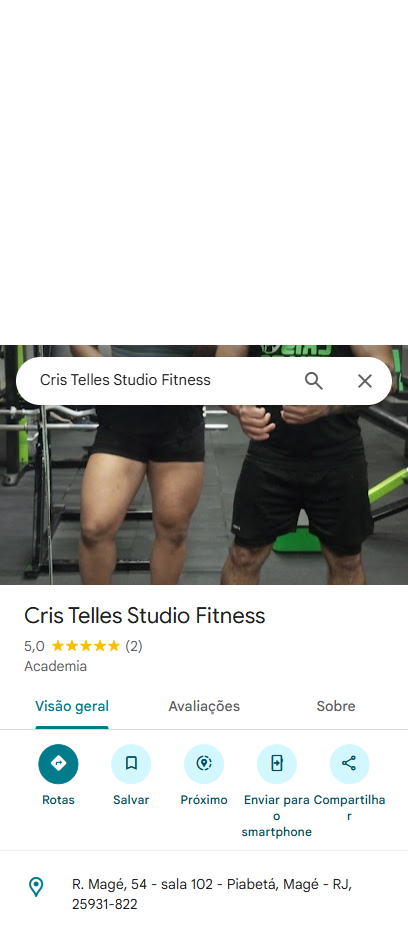 Cris Telles Studio Fitness
Cris Telles Studio Fitness
5,0 (2)
Academia
Visão geral Avaliações Sobre
Rotas Salvar Próximo Enviar para o smartphone Compartilhar
R. Magé, 54 - sala 102 - Piabetá, Magé - RJ,
25931-822